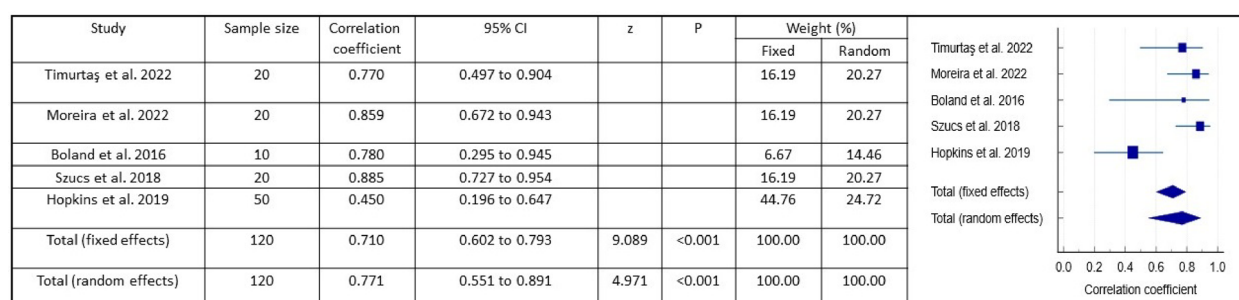 Study Sample size Correlation coefficient 95% CI z P Weight (%)
Fixed Random
Timurtaş et al. 2022 20 0.770 0.497 to 0.904 16.19 20.27
Moreira et al. 2022 20 0.859 0.672 to 0.943 16.19 20.27
Boland et al. 2016 10 0.780 0.295 to 0.945 6.67 14.46
Szucs et al. 2018 20 0.885 0.727 to 0.954 16.19 20.27
Hopkins et al. 2019 50 0.450 0.196 to 0.647 44.76 24.72
Total (fixed effects) 120 0.710 0.602 to 0.793 9.089 <0.001 100.00 100.00
Total (random effects) 120 0.771 0.551 to 0.891 4.971 <0.001 100.00 100.00
Timurtaş et al. 2022
Moreira et al. 2022
Boland et al. 2016
Szucs et al. 2018
Hopkins et al. 2019
Total (fixed effects)
Total (random effects)
0.0 0.2 0.4 0.6 0.8 1.0
Correlation coefficient